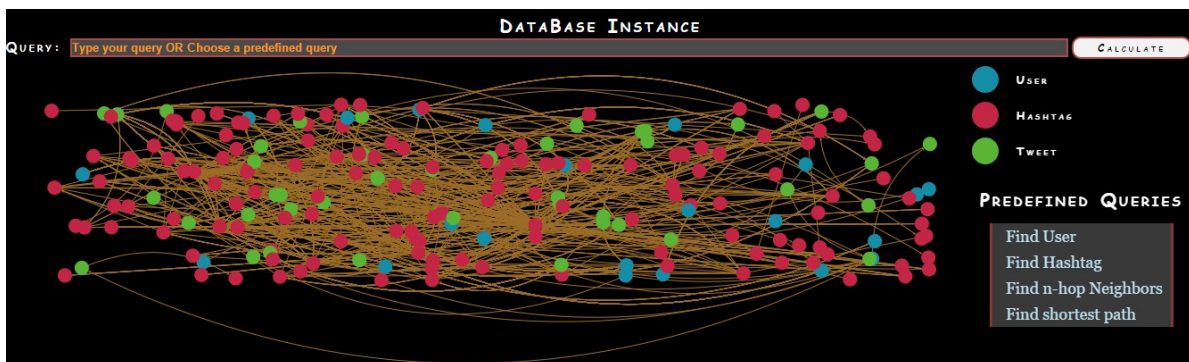 DATABASE INSTANCE
QUERY: Type your query OR Choose a predefined query CALCULATE
USER
HASHTAG
TWEET
PREDEFINED QUERIES
Find User
Find Hashtag
Find n-hop Neighbors
Find shortest path